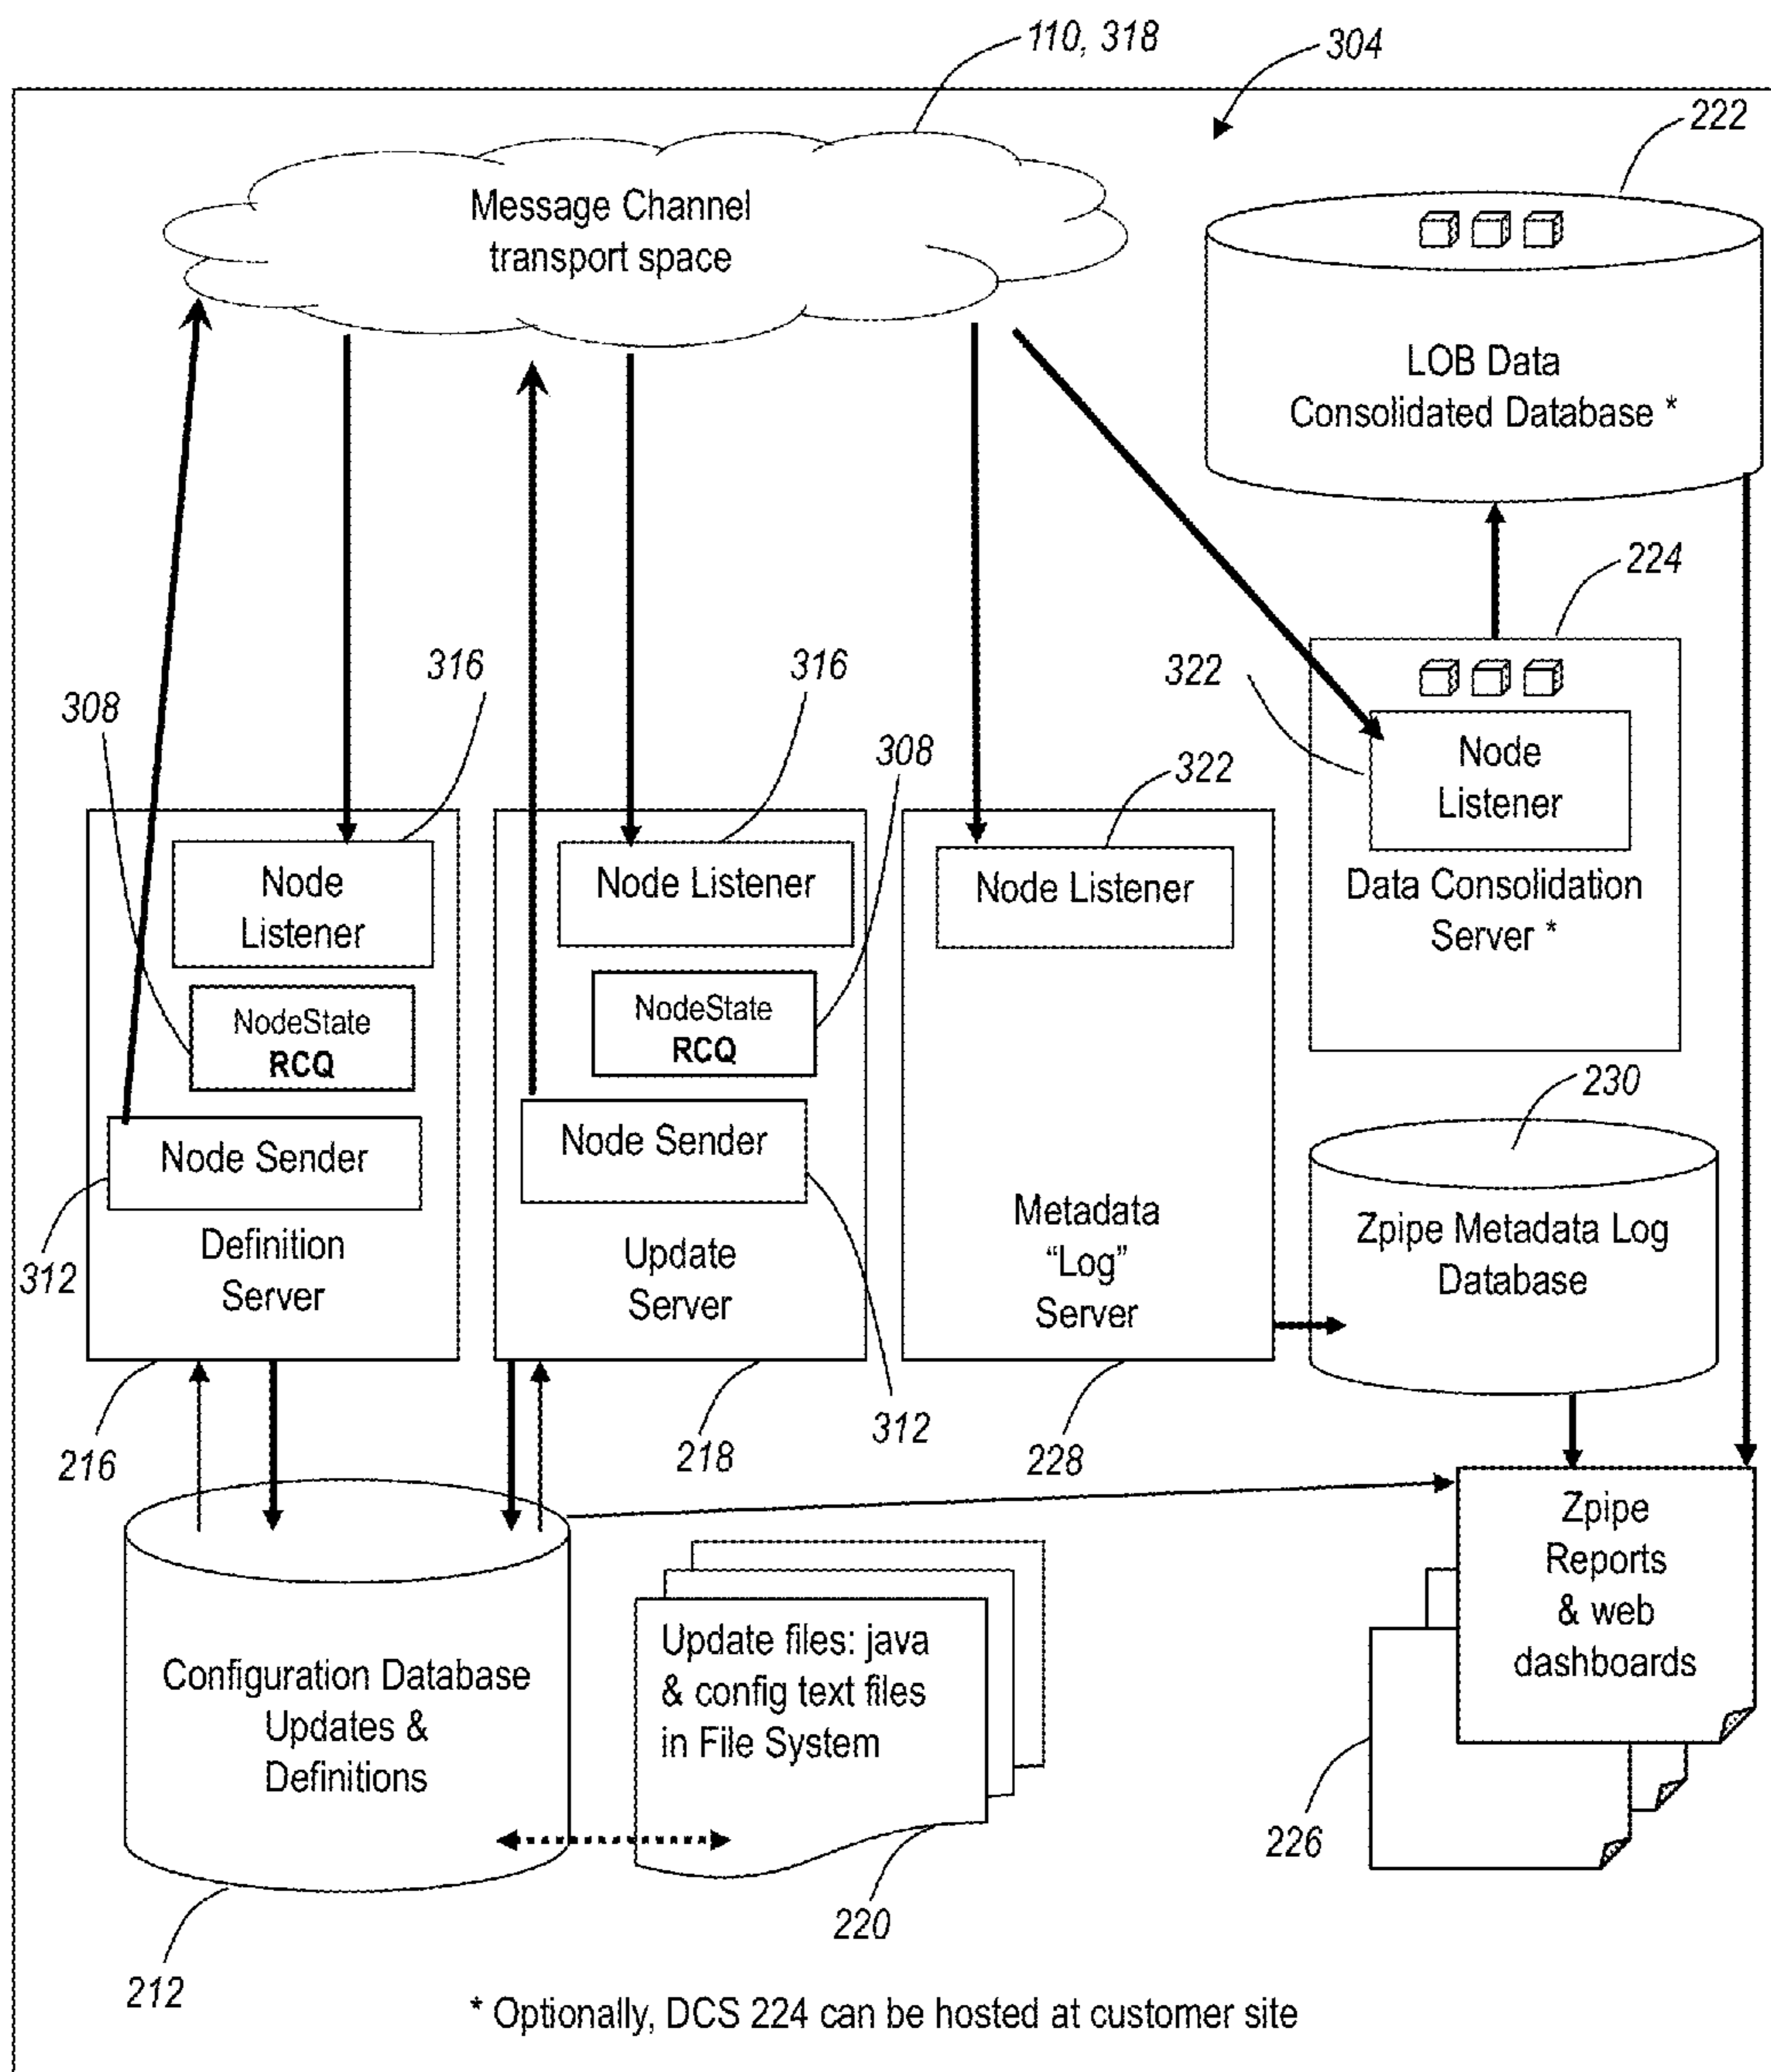 110, 318
304
222
Message Channel
transport space
LOB Data
Consolidated Database *
224
316
316
322
308
308
322
Node
Listener
Node
Listener
Node Listener
Node Listener
Data Consolidation
Server *
NodeState
RCQ
NodeState
RCQ
230
Node Sender
Node Sender
312
Definition
Server
Update
Server
Metadata
“Log”
Server
Zpipe Metadata Log
Database
216
218
312
228
Zpipe
Reports
& web
dashboards
Configuration Database
Updates &
Definitions
Update files: java
& config text files
in File System
226
220
212
* Optionally, DCS 224 can be hosted at customer site